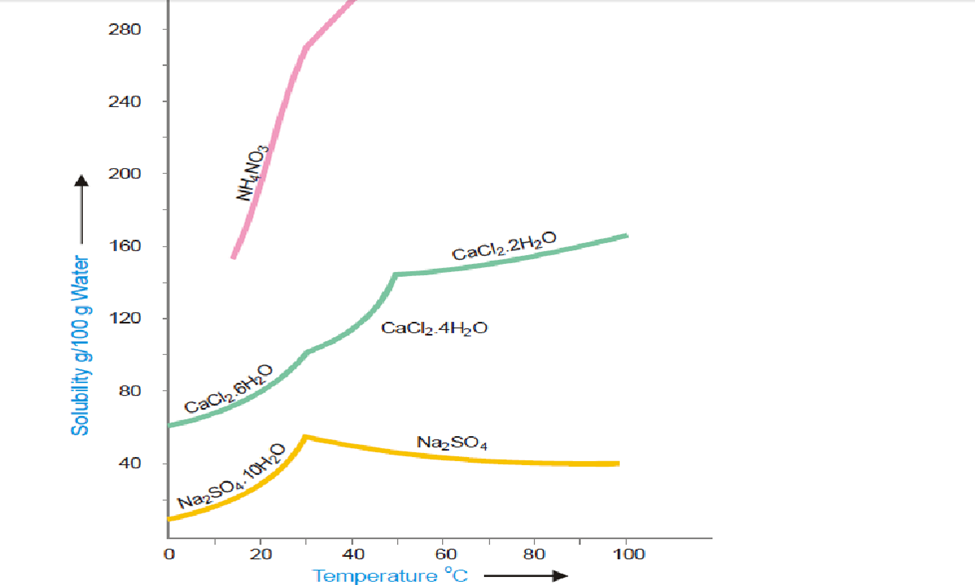 280
240
200
160
120
80
40
Solubility g/100 g Water
NH₄NO₃
CaCl₂.2H₂O
CaCl₂.4H₂O
CaCl₂.6H₂O
Na₂SO₄
Na₂SO₄.10H₂O
0 20 40 60 80 100
Temperature °C